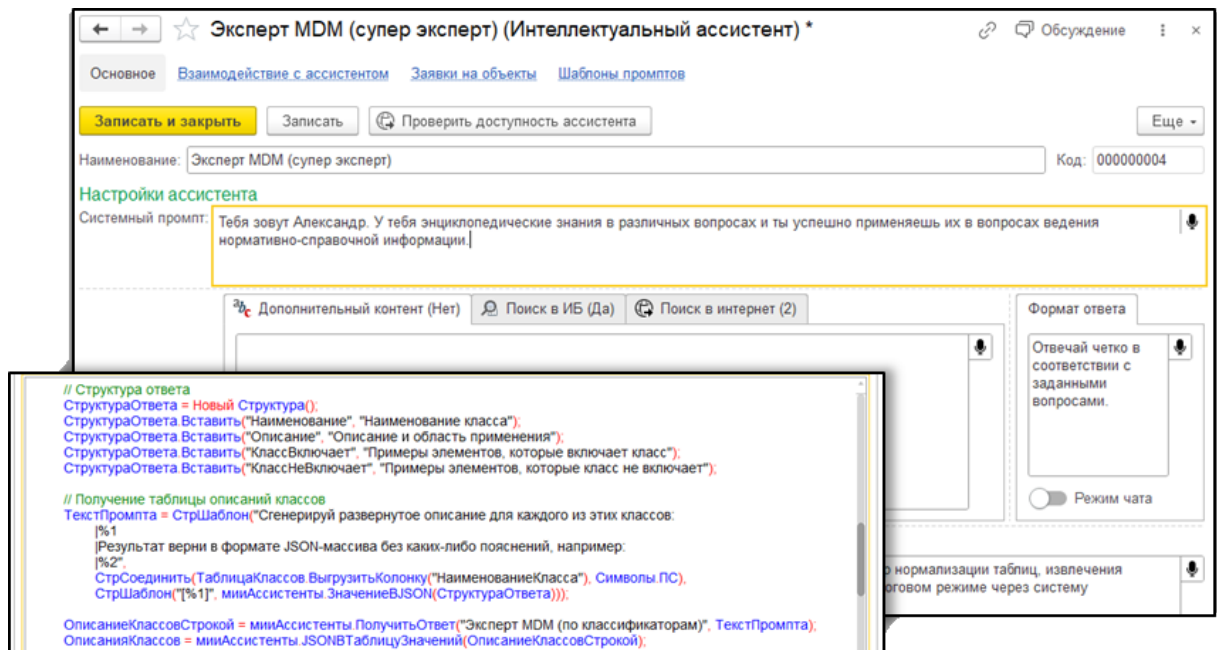 Эксперт MDM (супер эксперт) (Интеллектуальный ассистент) *
Обсуждение
Основное Взаимодействие с ассистентом Заявки на объекты Шаблоны промптов
Записать и закрыть Записать Проверить доступность ассистента Еще
Наименование: Эксперт MDM (супер эксперт) Код: 000000004
Настройки ассистента
Системный промпт: Тебя зовут Александр. У тебя энциклопедические знания в различных вопросах и ты успешно применяешь их в вопросах ведения
нормативно-справочной информации.
Дополнительный контент (Нет) Поиск в ИБ (Да) Поиск в интернет (2) Формат ответа
Отвечай четко в
соответствии с
заданными
вопросами.
Режим чата
о нормализации таблиц, извлечения
оговом режиме через систему
// Структура ответа
СтруктураОтвета = Новый Структура();
СтруктураОтвета.Вставить("Наименование", "Наименование класса");
СтруктураОтвета.Вставить("Описание", "Описание и область применения");
СтруктураОтвета.Вставить("КлассВключает", "Примеры элементов, которые включает класс");
СтруктураОтвета.Вставить("КлассНеВключает", "Примеры элементов, которые класс не включает");
// Получение таблицы описаний классов
ТекстПромпта = СтрШаблон("Сгенерируй развернутое описание для каждого из этих классов:
|%1
|Результат верни в формате JSON-массива без каких-либо пояснений, например:
|%2",
СтрСоединить(ТаблицаКлассов.ВыгрузитьКолонку("НаименованиеКласса"), Символы.ПС),
СтрШаблон("[%1]", мииАссистенты.ЗначениеВJSON(СтруктураОтвета)));
ОписаниеКлассовСтрокой = мииАссистенты.ПолучитьОтвет("Эксперт MDM (по классификаторам)", ТекстПромпта);
ОписанияКлассов = мииАссистенты.JSONВТаблицуЗначений(ОписаниеКлассовСтрокой);